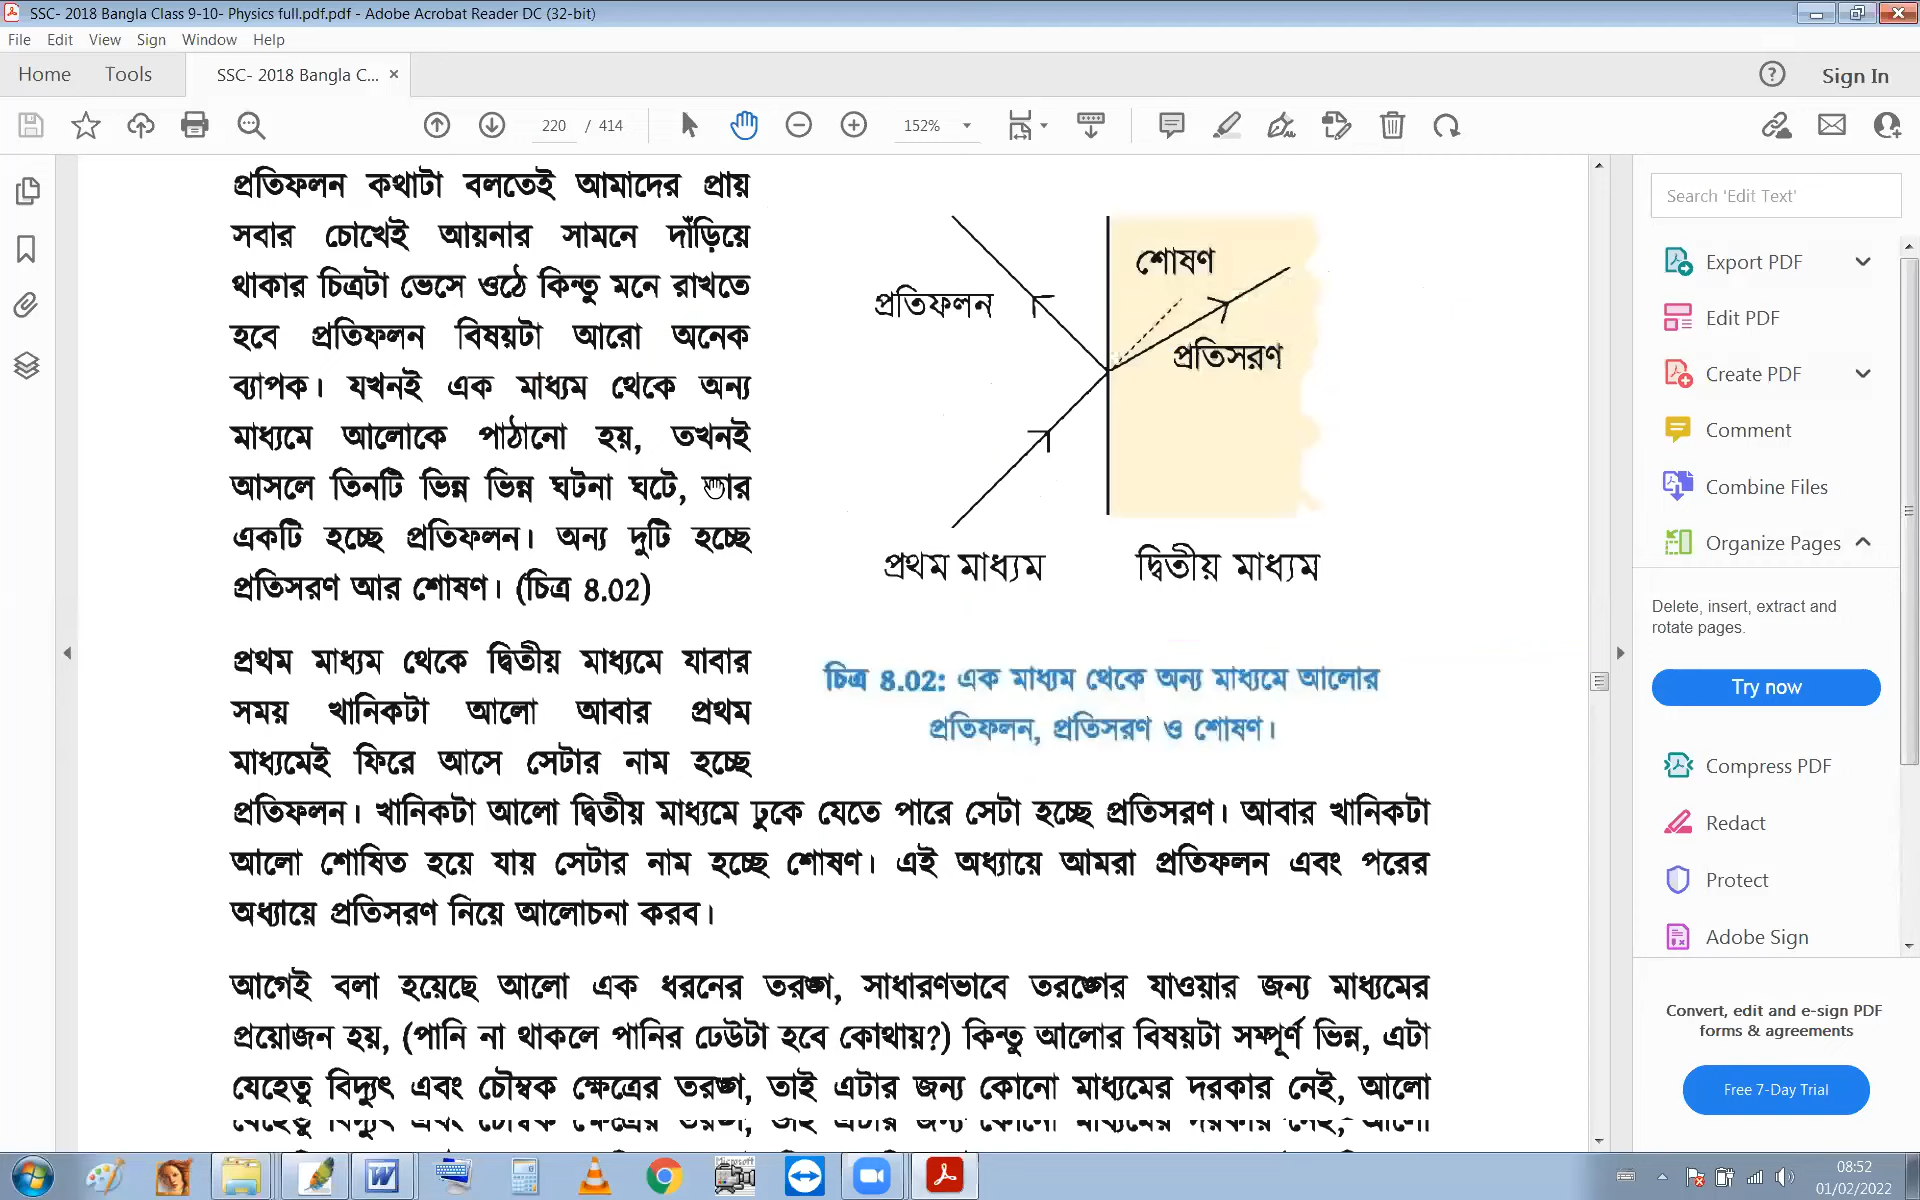 SSC- 2018 Bangla Class 9-10- Physics full.pdf.pdf - Adobe Acrobat Reader DC (32-bit)
File Edit View Sign Window Help
Home Tools SSC- 2018 Bangla C... × Sign In
220 / 414 152%
প্রতিফলন কথাটা বলতেই আমাদের প্রায়
সবার চোখেই আয়নার সামনে দাঁড়িয়ে
থাকার চিত্রটা ভেসে ওঠে কিন্তু মনে রাখতে
হবে প্রতিফলন বিষয়টা আরো অনেক
ব্যাপক। যখনই এক মাধ্যম থেকে অন্য
মাধ্যমে আলোকে পাঠানো হয়, তখনই
আসলে তিনটি ভিন্ন ভিন্ন ঘটনা ঘটে, তার
একটি হচ্ছে প্রতিফলন। অন্য দুটি হচ্ছে
প্রতিসরণ আর শোষণ। (চিত্র 8.02)
শোষণ
প্রতিফলন
প্রতিসরণ
প্রথম মাধ্যম দ্বিতীয় মাধ্যম
চিত্র 8.02: এক মাধ্যম থেকে অন্য মাধ্যমে আলোর
প্রতিফলন, প্রতিসরণ ও শোষণ।
প্রথম মাধ্যম থেকে দ্বিতীয় মাধ্যমে যাবার
সময় খানিকটা আলো আবার প্রথম
মাধ্যমেই ফিরে আসে সেটার নাম হচ্ছে
প্রতিফলন। খানিকটা আলো দ্বিতীয় মাধ্যমে ঢুকে যেতে পারে সেটা হচ্ছে প্রতিসরণ। আবার খানিকটা
আলো শোষিত হয়ে যায় সেটার নাম হচ্ছে শোষণ। এই অধ্যায়ে আমরা প্রতিফলন এবং পরের
অধ্যায়ে প্রতিসরণ নিয়ে আলোচনা করব।
আগেই বলা হয়েছে আলো এক ধরনের তরঙ্গ, সাধারণভাবে তরঙ্গের যাওয়ার জন্য মাধ্যমের
প্রয়োজন হয়, (পানি না থাকলে পানির ঢেউটা হবে কোথায়?) কিন্তু আলোর বিষয়টা সম্পূর্ণ ভিন্ন, এটা
যেহেতু বিদ্যুৎ এবং চৌম্বক ক্ষেত্রের তরঙ্গ, তাই এটার জন্য কোনো মাধ্যমের দরকার নেই, আলো
Search 'Edit Text'
Export PDF
Edit PDF
Create PDF
Comment
Combine Files
Organize Pages
Delete, insert, extract and
rotate pages.
Try now
Compress PDF
Redact
Protect
Adobe Sign
Convert, edit and e-sign PDF
forms & agreements
Free 7-Day Trial
08:52
01/02/2022